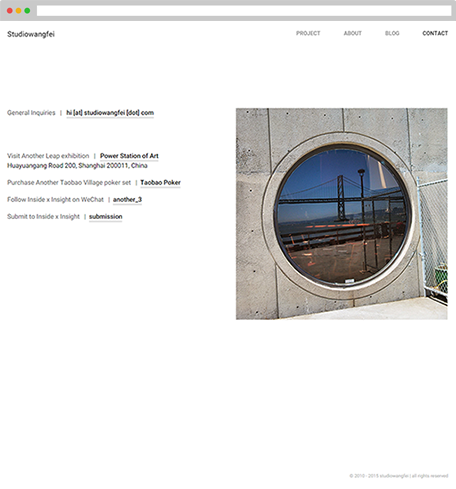 Studiowangfei
PROJECT ABOUT BLOG CONTACT
General Inquiries | hi [at] studiowangfei [dot] com
Visit Another Leap exhibition | Power Station of Art
Huayuangang Road 200, Shanghai 200011, China
Purchase Another Taobao Village poker set | Taobao Poker
Follow Inside x Insight on WeChat | another_3
Submit to Inside x Insight | submission
© 2010 - 2019 studiowangfei | all rights reserved.